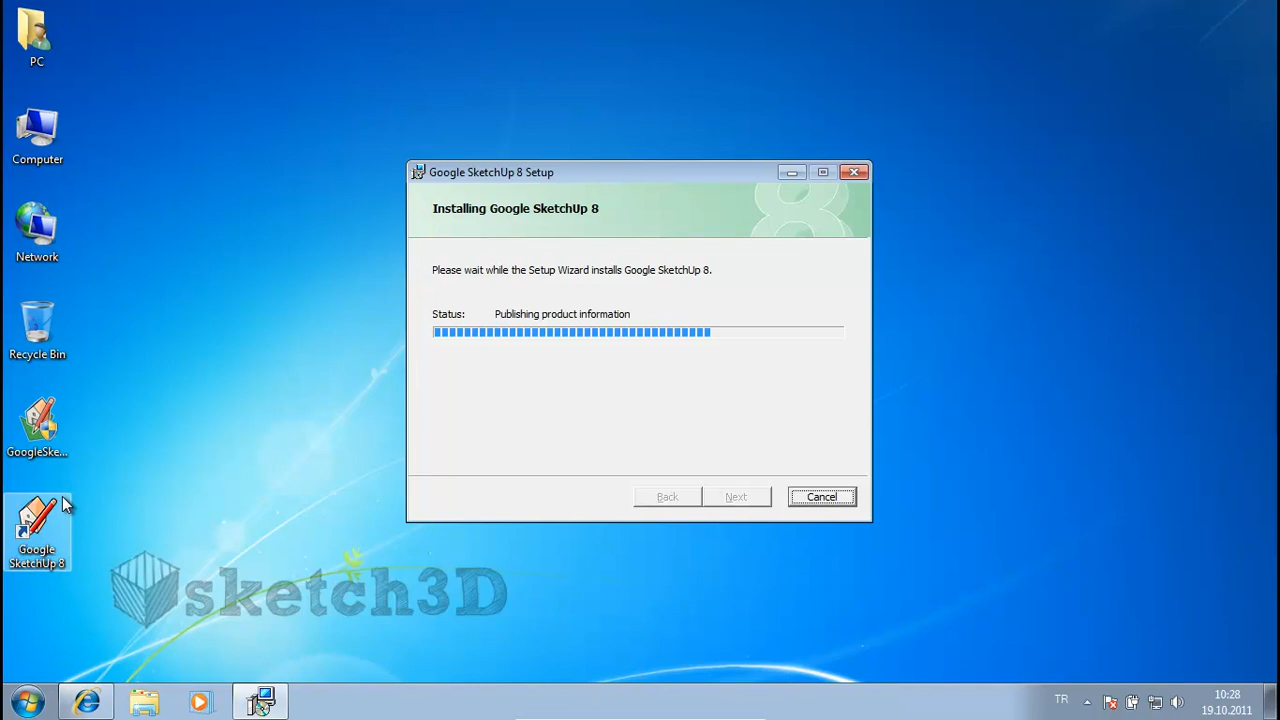 PC
Computer
Network
Recycle Bin
GoogleSke...
Google
SketchUp 8
Google SketchUp 8 Setup
Installing Google SketchUp 8
8
Please wait while the Setup Wizard installs Google SketchUp 8.
Status: Publishing product information
Back Next Cancel
sketch3D
TR
10:28
19.10.2011